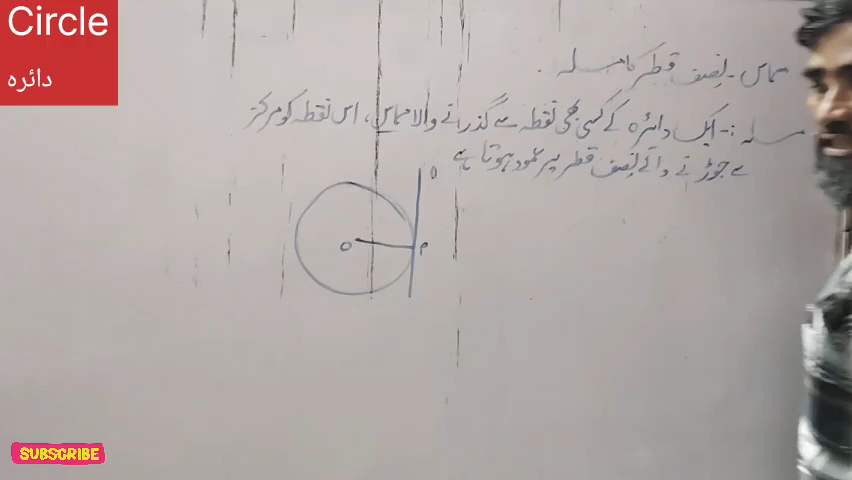 Circle
دائرہ
مماس - نصف قطر کا مسئلہ .
مسئلہ :- ایک دائرہ کے کسی بھی نقطہ سے گذرنے والا مماس، اس نقطہ کو مرکز
سے جوڑنے والے نصف قطر پر عمود ہوتا ہے
O P
SUBSCRIBE